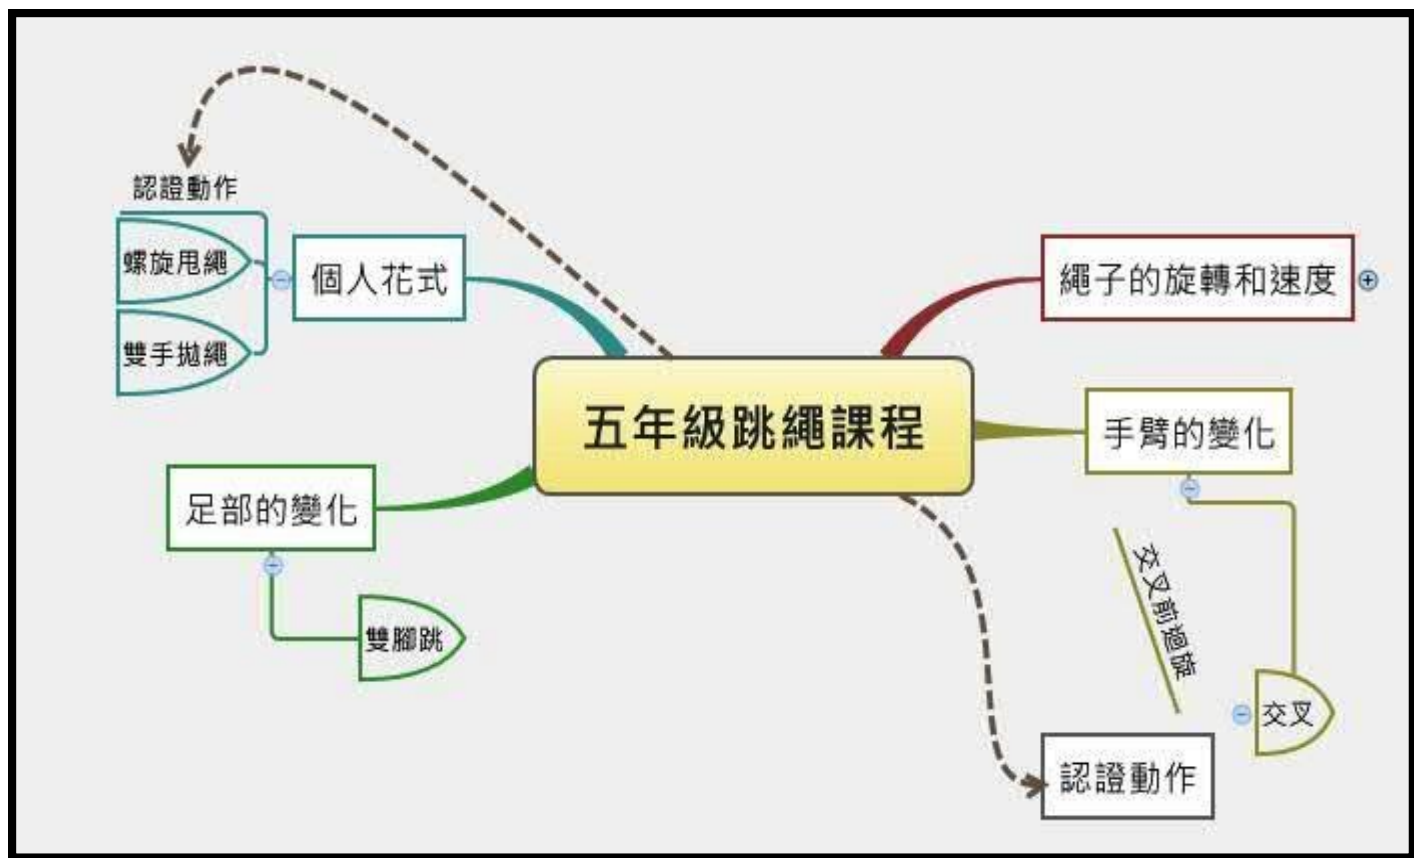 認證動作
螺旋甩繩
個人花式
繩子的旋轉和速度
雙手拋繩
五年級跳繩課程
手臂的變化
足部的變化
交叉前迴旋
雙腳跳
交叉
認證動作